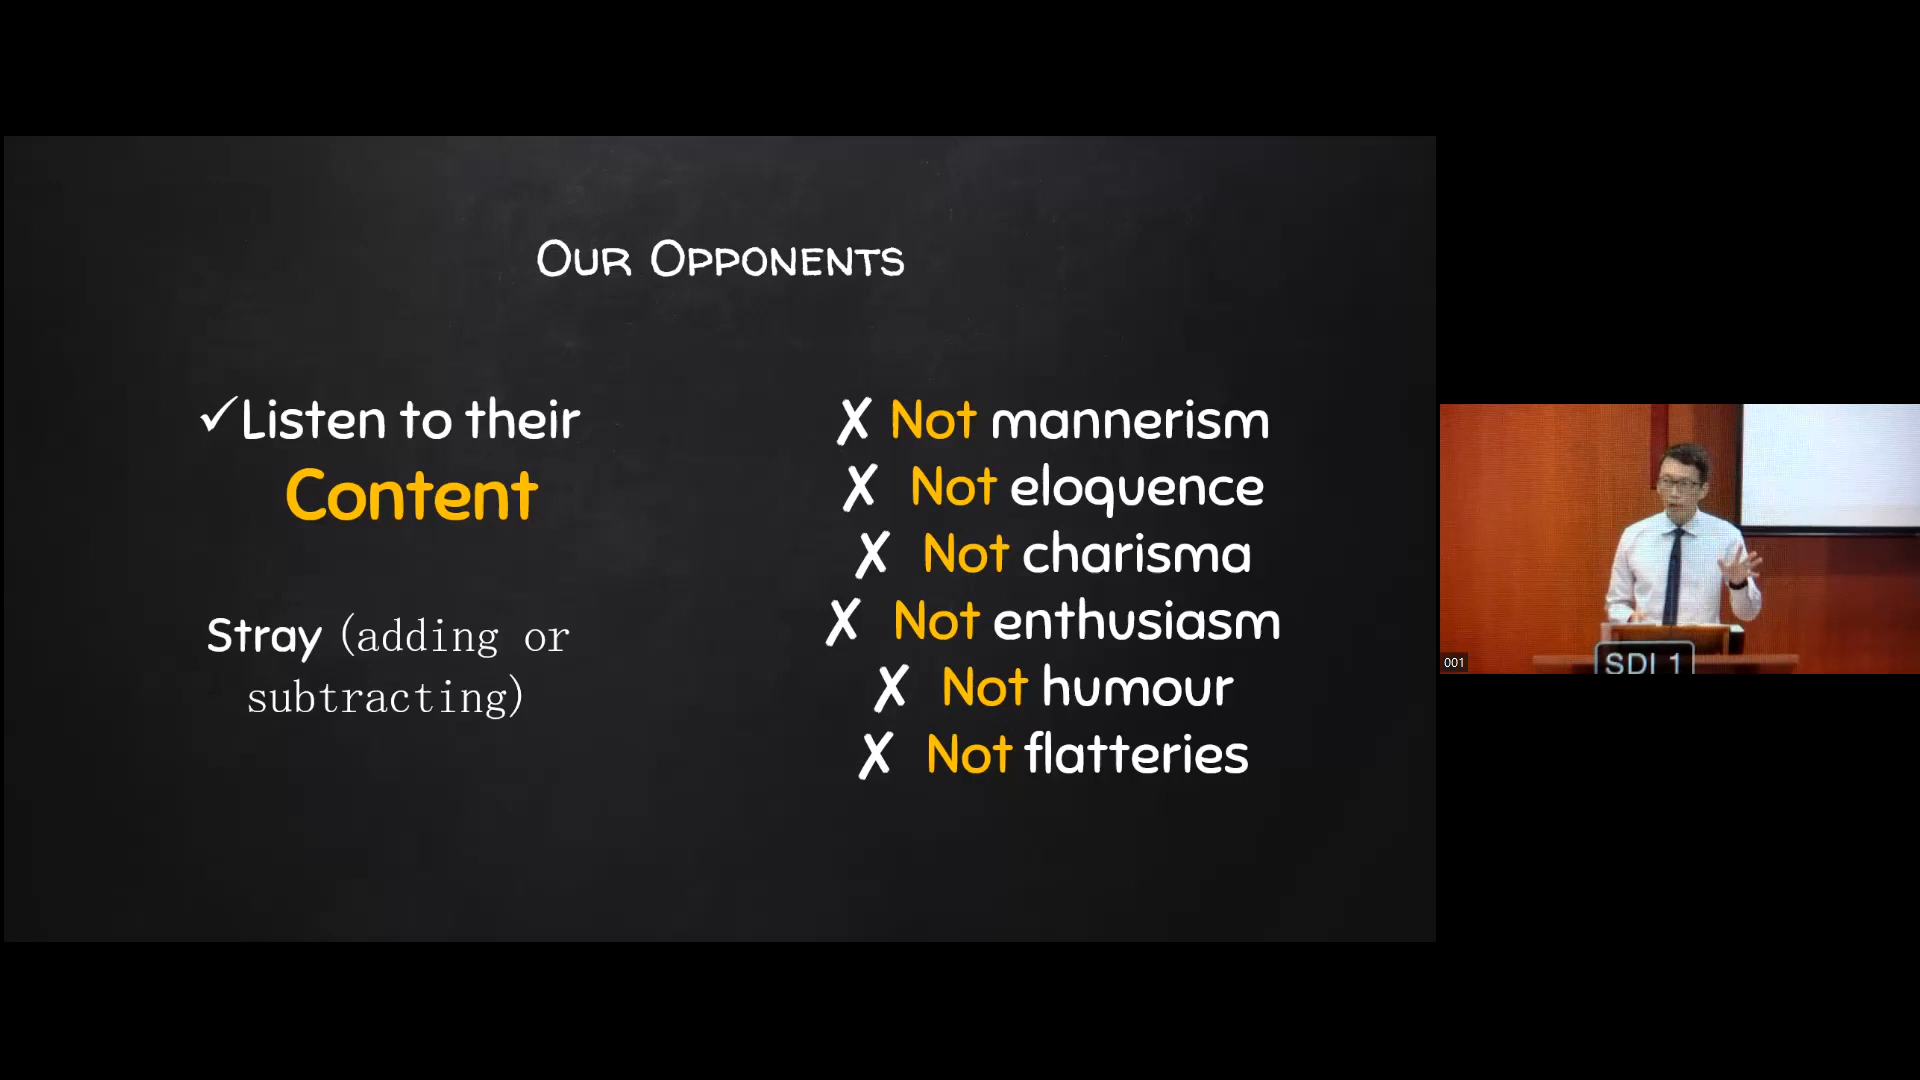 Our Opponents
✓Listen to their
Content
Stray (adding or
subtracting)
✗ Not mannerism
✗ Not eloquence
✗ Not charisma
✗ Not enthusiasm
✗ Not humour
✗ Not flatteries
001
SDI 1